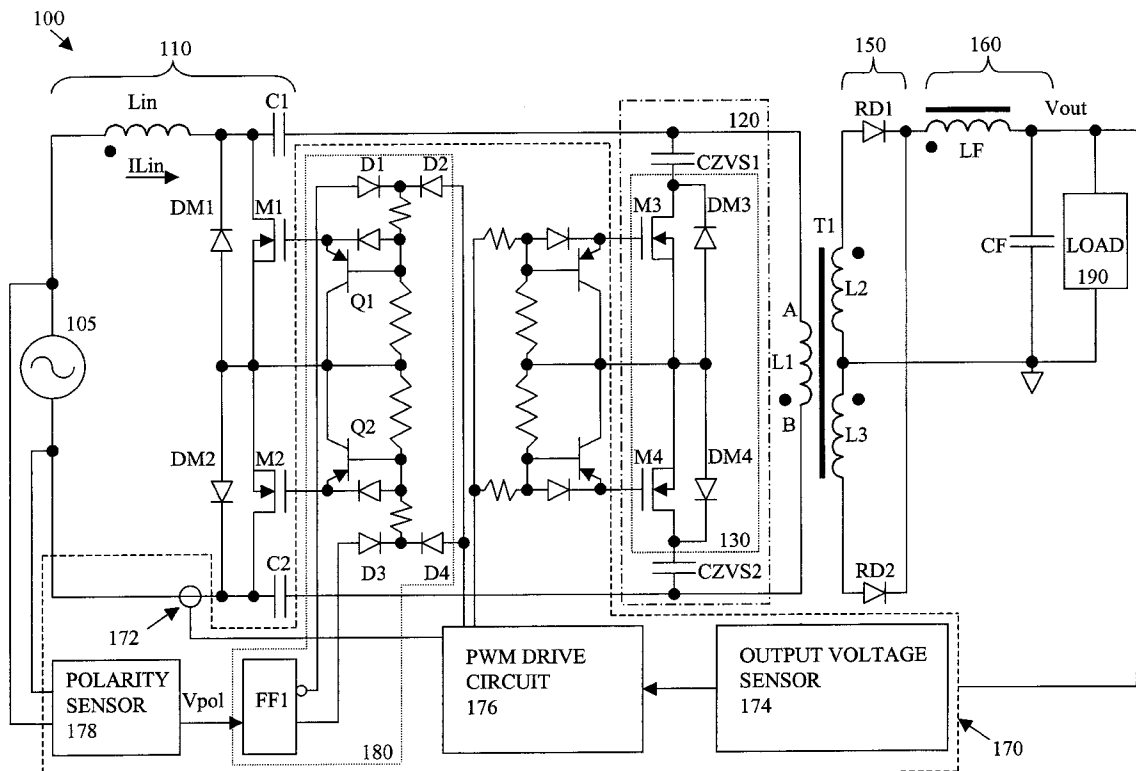 100
110
150
160
Lin
C1
RD1
Vout
120
ILin
D1
D2
CZVS1
LF
DM1
M1
M3
DM3
T1
CF
LOAD
190
Q1
L2
105
A
L1
B
Q2
L3
DM2
M2
M4
DM4
130
D3
D4
C2
CZVS2
RD2
172
POLARITY
SENSOR
178
Vpol
FF1
180
PWM DRIVE
CIRCUIT
176
OUTPUT VOLTAGE
SENSOR
174
170